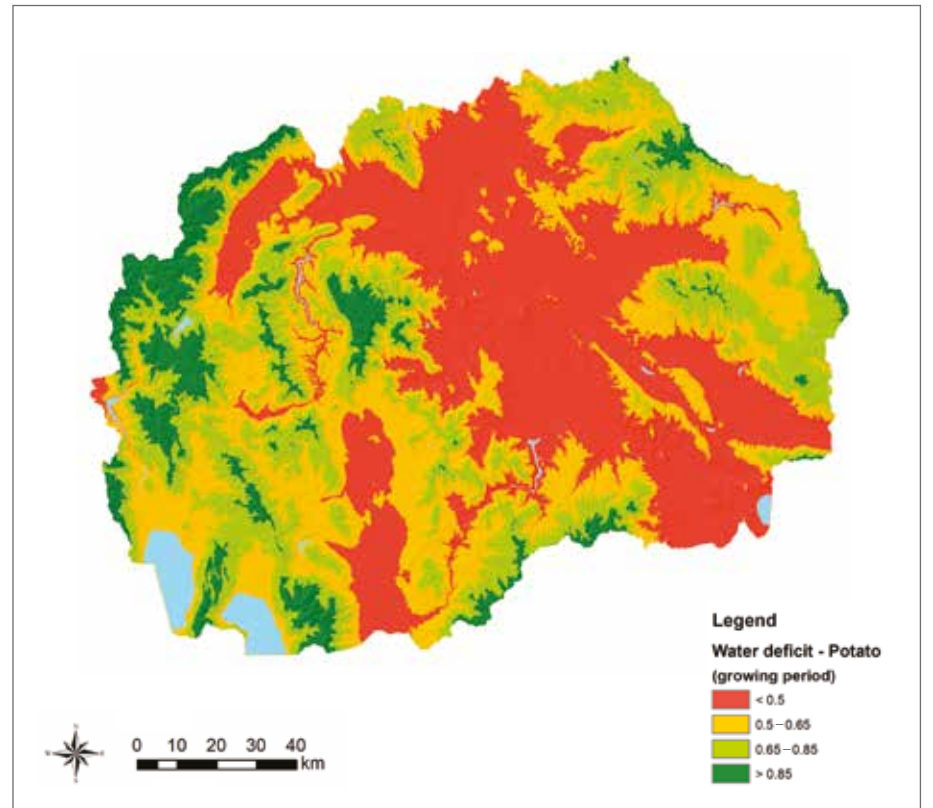 Legend
Water deficit - Potato
(growing period)
< 0.5
0.5–0.65
0.65–0.85
> 0.85
N
W E
S
0 10 20 30 40
km